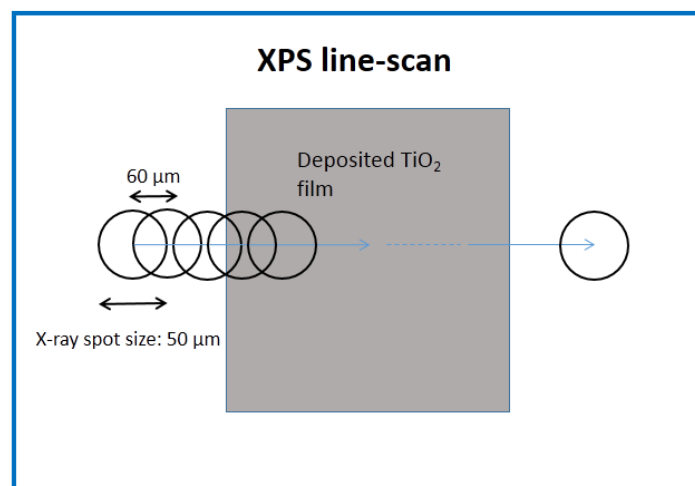 XPS line-scan
Deposited TiO₂
film
60 µm
X-ray spot size: 50 µm